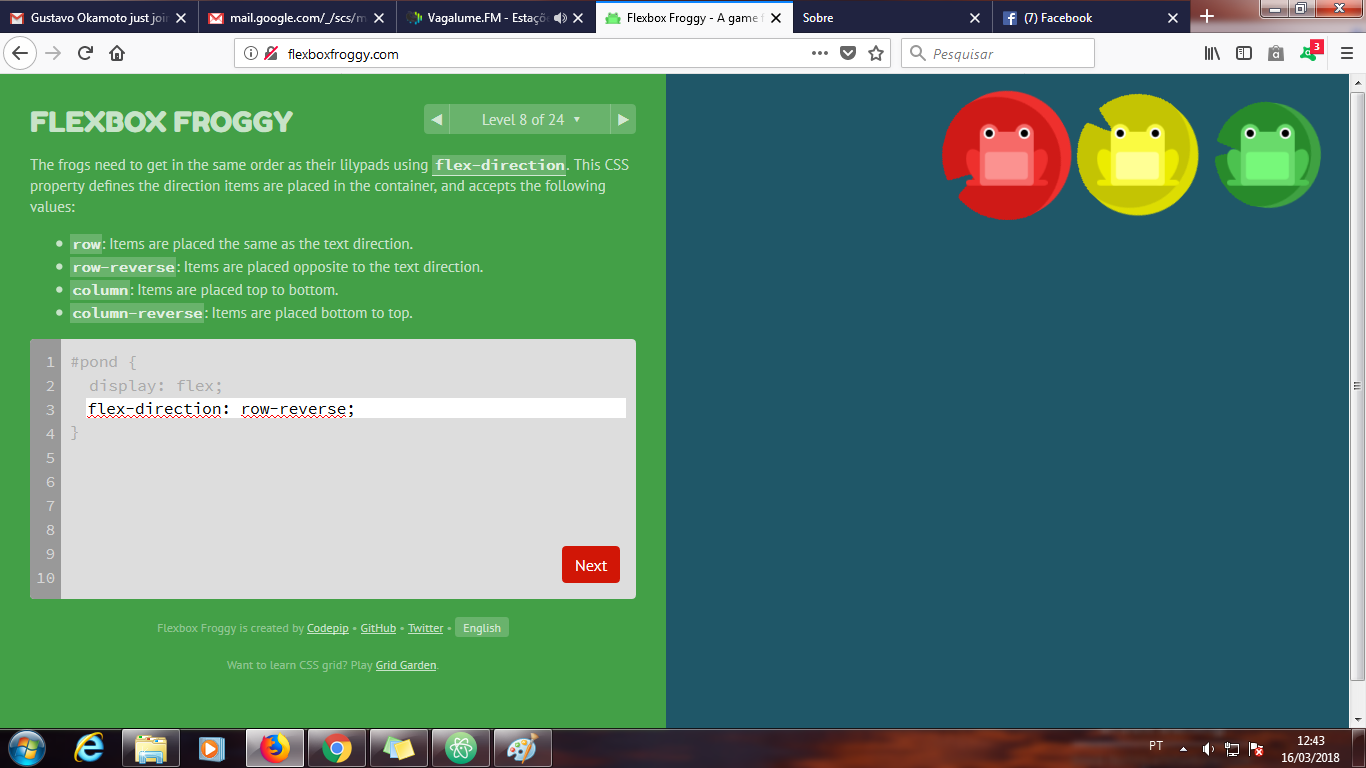 Gustavo Okamoto just joi
mail.google.com/_/scs/m
Vagalume.FM - Estaçõ
Flexbox Froggy - A game f
Sobre
(7) Facebook
flexboxfroggy.com
Pesquisar
3
FLEXBOX FROGGY
Level 8 of 24
The frogs need to get in the same order as their lilypads using flex-direction. This CSS
property defines the direction items are placed in the container, and accepts the following
values:
• row: Items are placed the same as the text direction.
• row-reverse: Items are placed opposite to the text direction.
• column: Items are placed top to bottom.
• column-reverse: Items are placed bottom to top.
1 #pond {
2 display: flex;
3 flex-direction: row-reverse;
4 }
5
6
7
8
9
10
Next
Flexbox Froggy is created by Codepip • GitHub • Twitter • English
Want to learn CSS grid? Play Grid Garden.
PT
12:43
16/03/2018